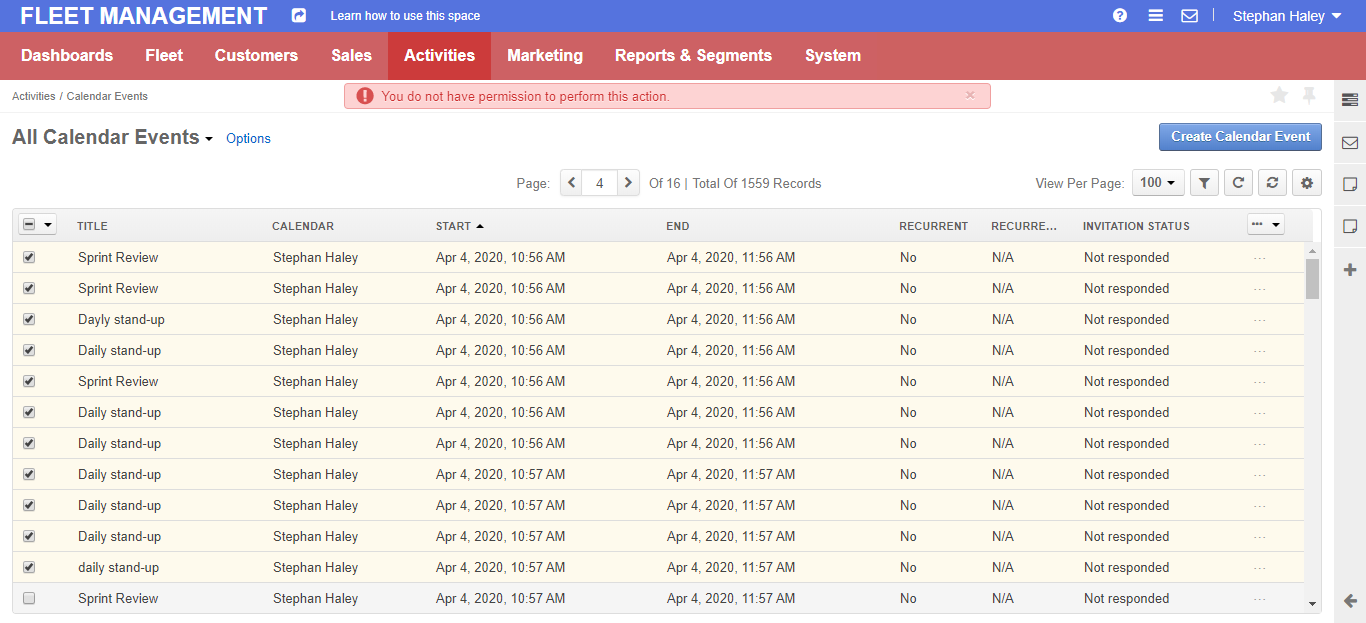 FLEET MANAGEMENT Learn how to use this space ? Stephan Haley
Dashboards Fleet Customers Sales Activities Marketing Reports & Segments System
Activities / Calendar Events
! You do not have permission to perform this action. ×
All Calendar Events Options Create Calendar Event
Page: 4 Of 16 | Total Of 1559 Records View Per Page: 100
TITLE CALENDAR START END RECURRENT RECURRE... INVITATION STATUS ...
Sprint Review Stephan Haley Apr 4, 2020, 10:56 AM Apr 4, 2020, 11:56 AM No N/A Not responded ...
Sprint Review Stephan Haley Apr 4, 2020, 10:56 AM Apr 4, 2020, 11:56 AM No N/A Not responded ...
Dayly stand-up Stephan Haley Apr 4, 2020, 10:56 AM Apr 4, 2020, 11:56 AM No N/A Not responded ...
Daily stand-up Stephan Haley Apr 4, 2020, 10:56 AM Apr 4, 2020, 11:56 AM No N/A Not responded ...
Sprint Review Stephan Haley Apr 4, 2020, 10:56 AM Apr 4, 2020, 11:56 AM No N/A Not responded ...
Daily stand-up Stephan Haley Apr 4, 2020, 10:56 AM Apr 4, 2020, 11:56 AM No N/A Not responded ...
Daily stand-up Stephan Haley Apr 4, 2020, 10:56 AM Apr 4, 2020, 11:56 AM No N/A Not responded ...
Daily stand-up Stephan Haley Apr 4, 2020, 10:57 AM Apr 4, 2020, 11:57 AM No N/A Not responded ...
Daily stand-up Stephan Haley Apr 4, 2020, 10:57 AM Apr 4, 2020, 11:57 AM No N/A Not responded ...
Daily stand-up Stephan Haley Apr 4, 2020, 10:57 AM Apr 4, 2020, 11:57 AM No N/A Not responded ...
daily stand-up Stephan Haley Apr 4, 2020, 10:57 AM Apr 4, 2020, 11:57 AM No N/A Not responded ...
Sprint Review Stephan Haley Apr 4, 2020, 10:57 AM Apr 4, 2020, 11:57 AM No N/A Not responded ...